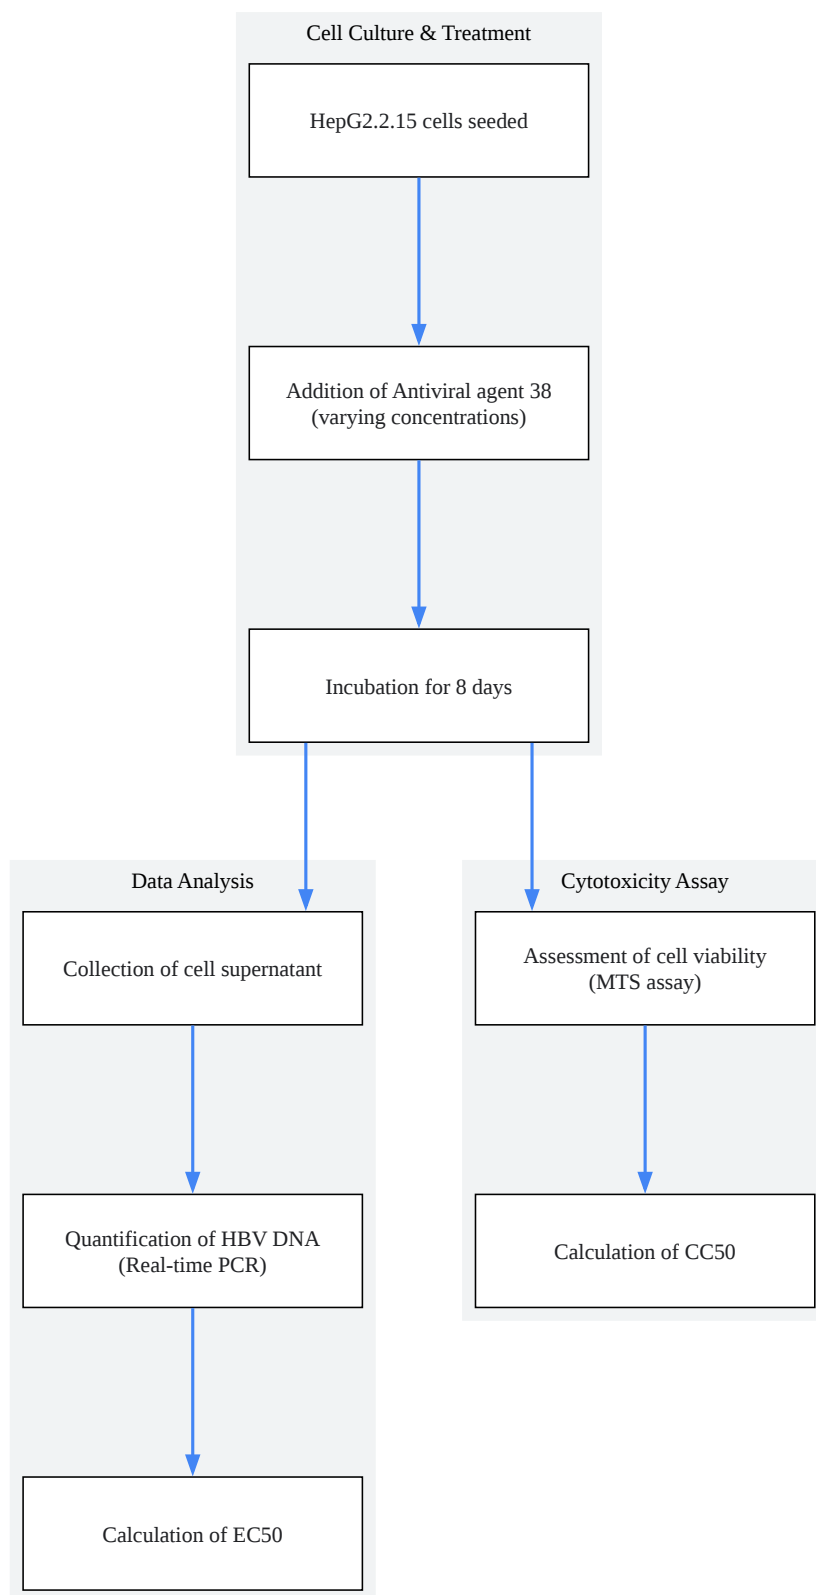 Cell Culture & Treatment
HepG2.2.15 cells seeded
Addition of Antiviral agent 38
(varying concentrations)
Incubation for 8 days
Data Analysis
Collection of cell supernatant
Quantification of HBV DNA
(Real-time PCR)
Calculation of EC50
Cytotoxicity Assay
Assessment of cell viability
(MTS assay)
Calculation of CC50